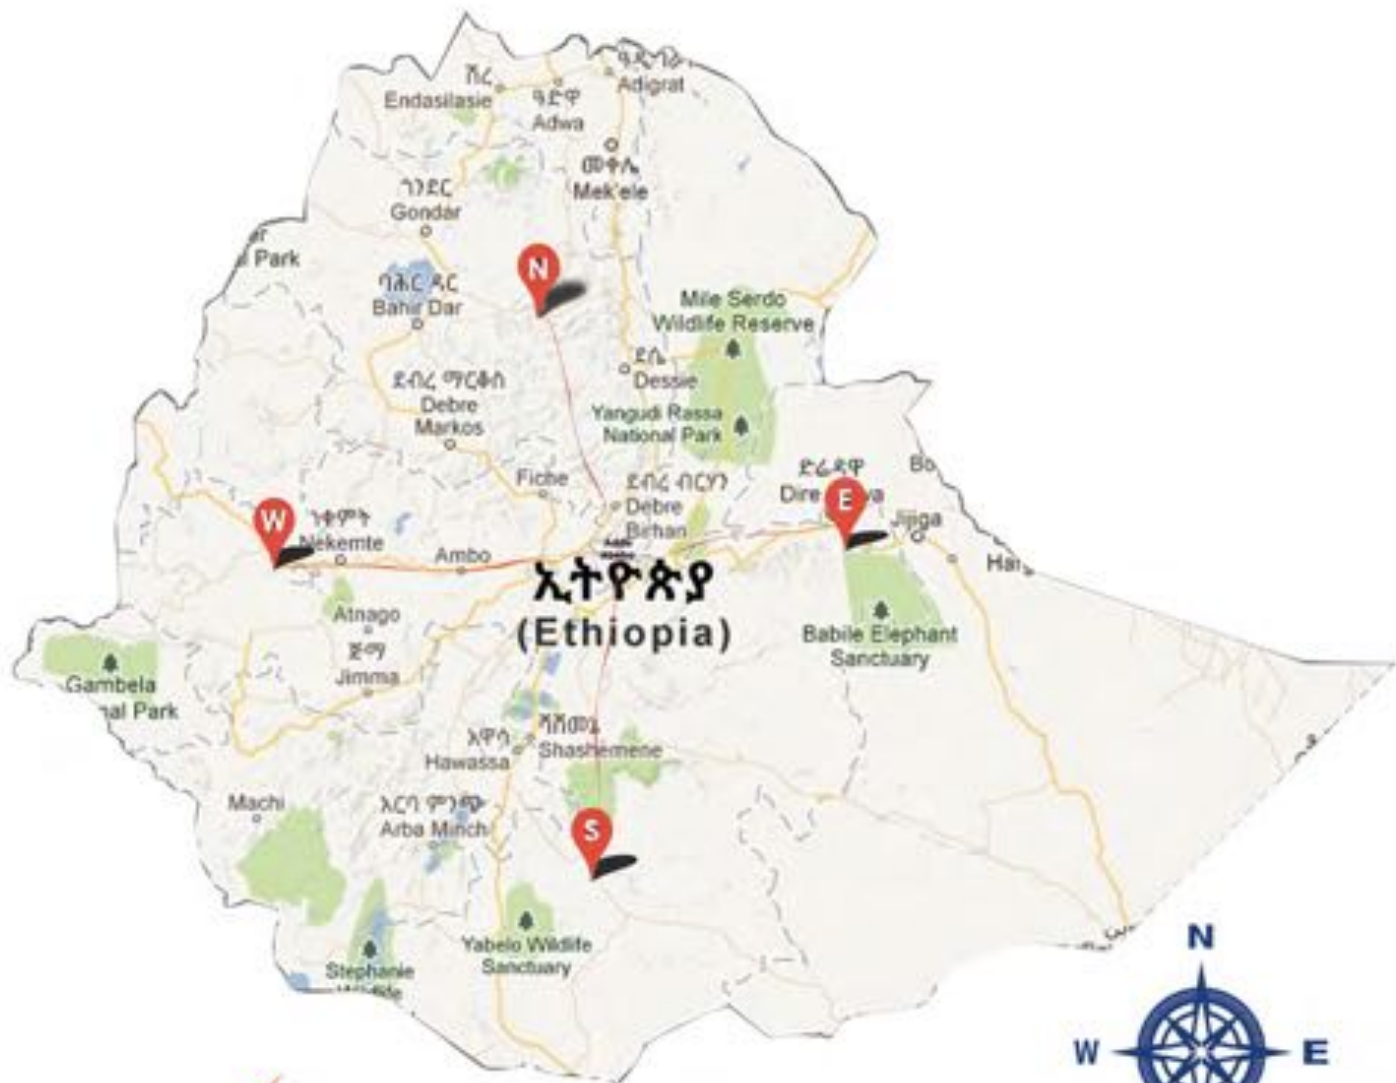 ሽረ
Endasilasie
ዓድዋ
Adwa
Adigrat
መቀሌ
Mek'ele
ጎንደር
Gondar
al Park
N
ባሕር ዳር
Bahir Dar
Mile Serdo
Wildlife Reserve
ደሴ
Dessie
ደብረ ማርቆስ
Debre
Markos
Yangudi Rassa
National Park
Fiche
ደብረ ብርሃን
Debre
Birhan
ድሬዳዋ
Dire
E
Jijiga
W
ነቀምት
Nekemte
Ambo
ኢትዮጵያ
(Ethiopia)
Atnago
ጅማ
Jimma
Babile Elephant
Sanctuary
Gambela
nal Park
ሻሸመኔ
Shashemene
አዋሳ
Hawassa
Machi
አርባ ምንጭ
Arba Minch
S
Yabelo Wildlife
Sanctuary
Stephanie
N
W
E